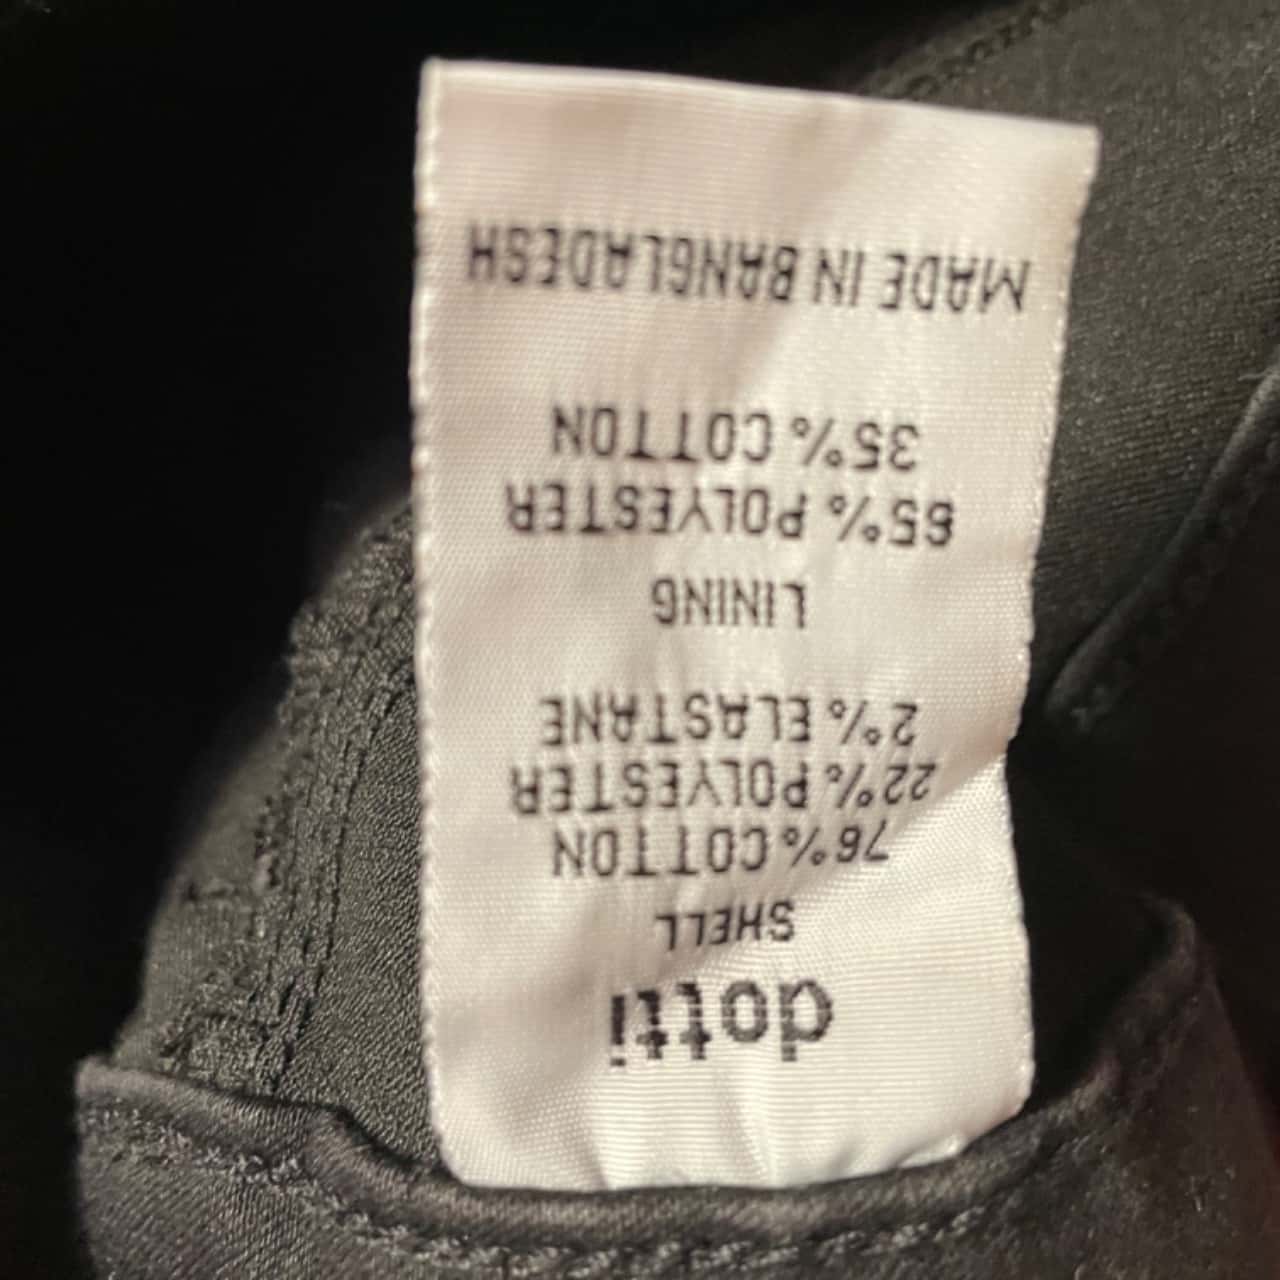 dotti
SHELL
76% COTTON
22% POLYESTER
2% ELASTANE
LINING
65% POLYESTER
35% COTTON
MADE IN BANGLADESH